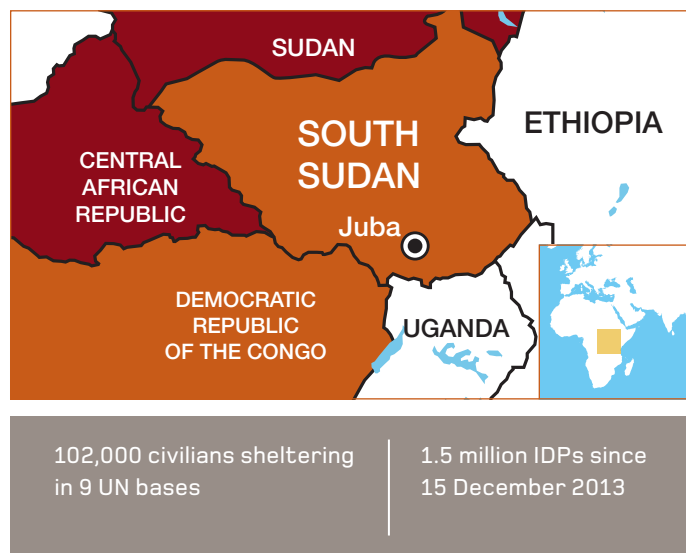 SUDAN
SOUTH
SUDAN
ETHIOPIA
CENTRAL
AFRICAN
REPUBLIC
Juba
DEMOCRATIC
REPUBLIC
OF THE CONGO
UGANDA
102,000 civilians sheltering
in 9 UN bases
1.5 million IDPs since
15 December 2013